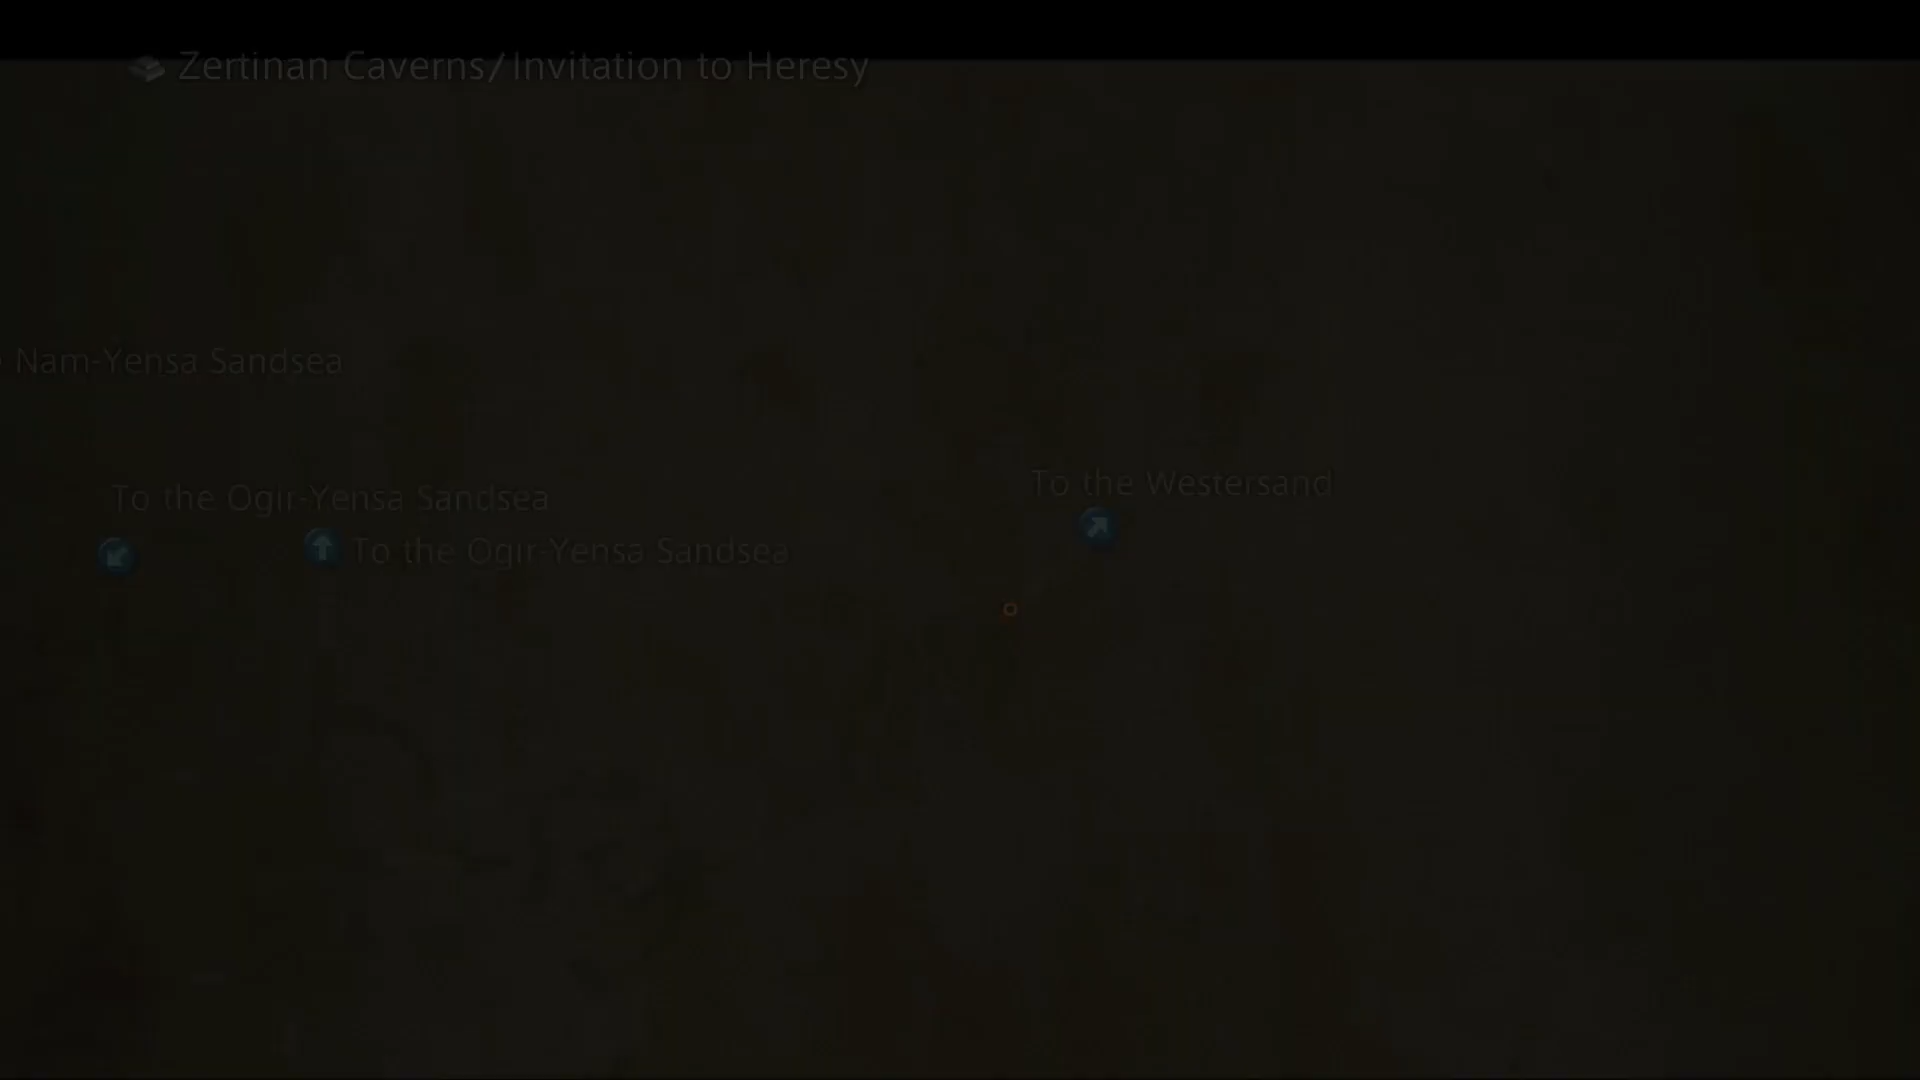 Zertinan Caverns/Invitation to Heresy
Nam-Yensa Sandsea
To the Westersand
To the Ogir-Yensa Sandsea
To the Ogir-Yensa Sandsea